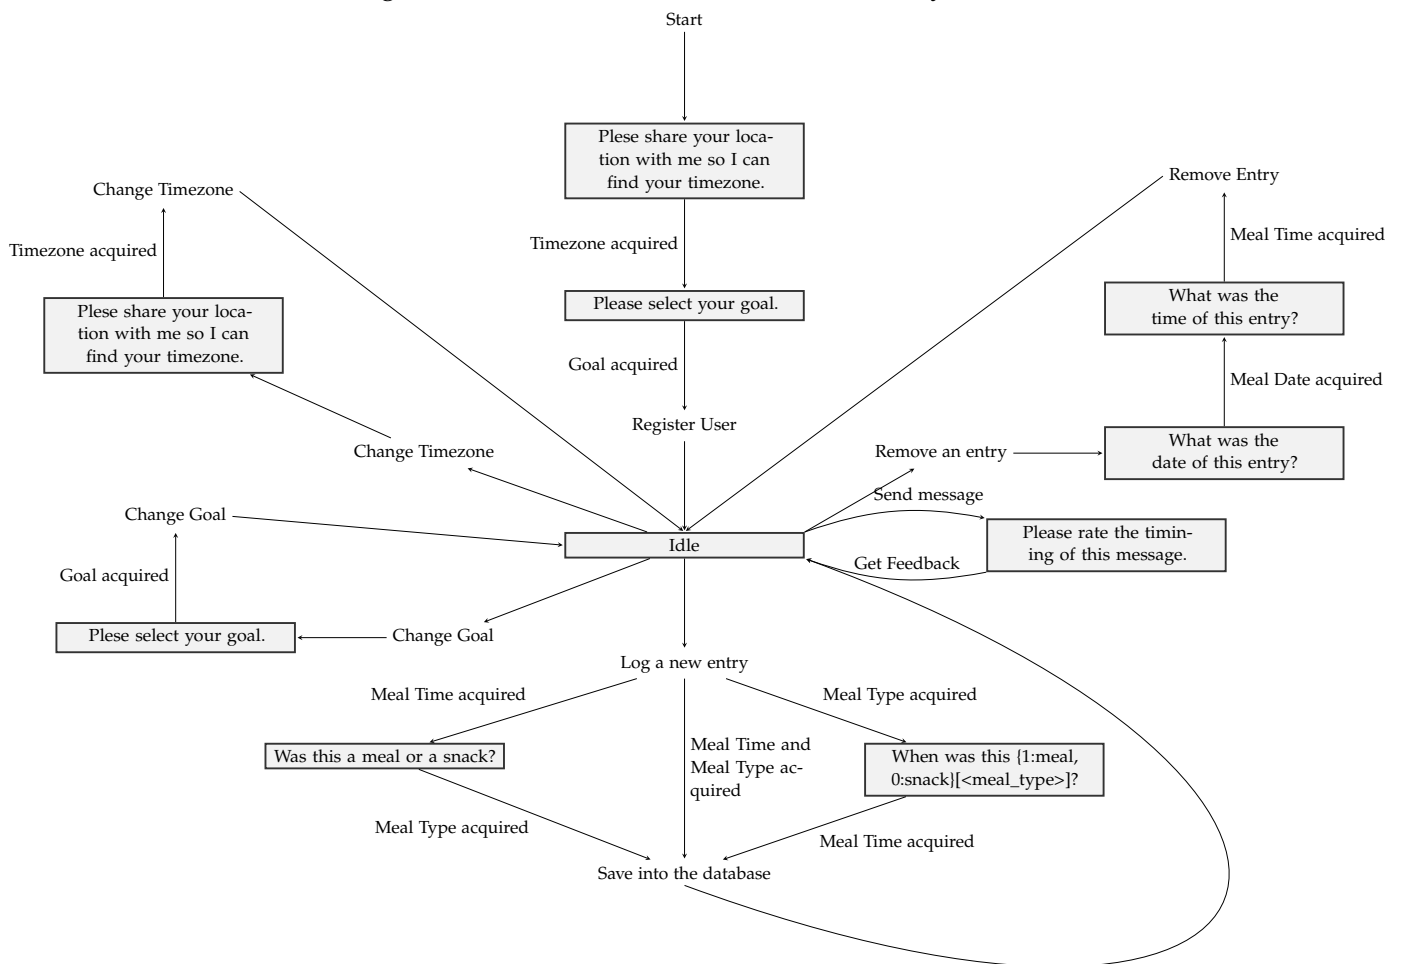 Start
Plese share your loca-
tion with me so I can
find your timezone.
Change Timezone
Remove Entry
Timezone acquired
Timezone acquired
Meal Time acquired
Plese share your loca-
tion with me so I can
find your timezone.
Please select your goal.
What was the
time of this entry?
Goal acquired
Meal Date acquired
Register User
Change Timezone
Remove an entry
What was the
date of this entry?
Send message
Change Goal
Idle
Please rate the timin-
ing of this message.
Get Feedback
Goal acquired
Plese select your goal.
Change Goal
Log a new entry
Meal Time acquired
Meal Type acquired
Was this a meal or a snack?
Meal Time and
Meal Type ac-
quired
When was this {1:meal,
0:snack}[<meal_type>]?
Meal Type acquired
Meal Time acquired
Save into the database